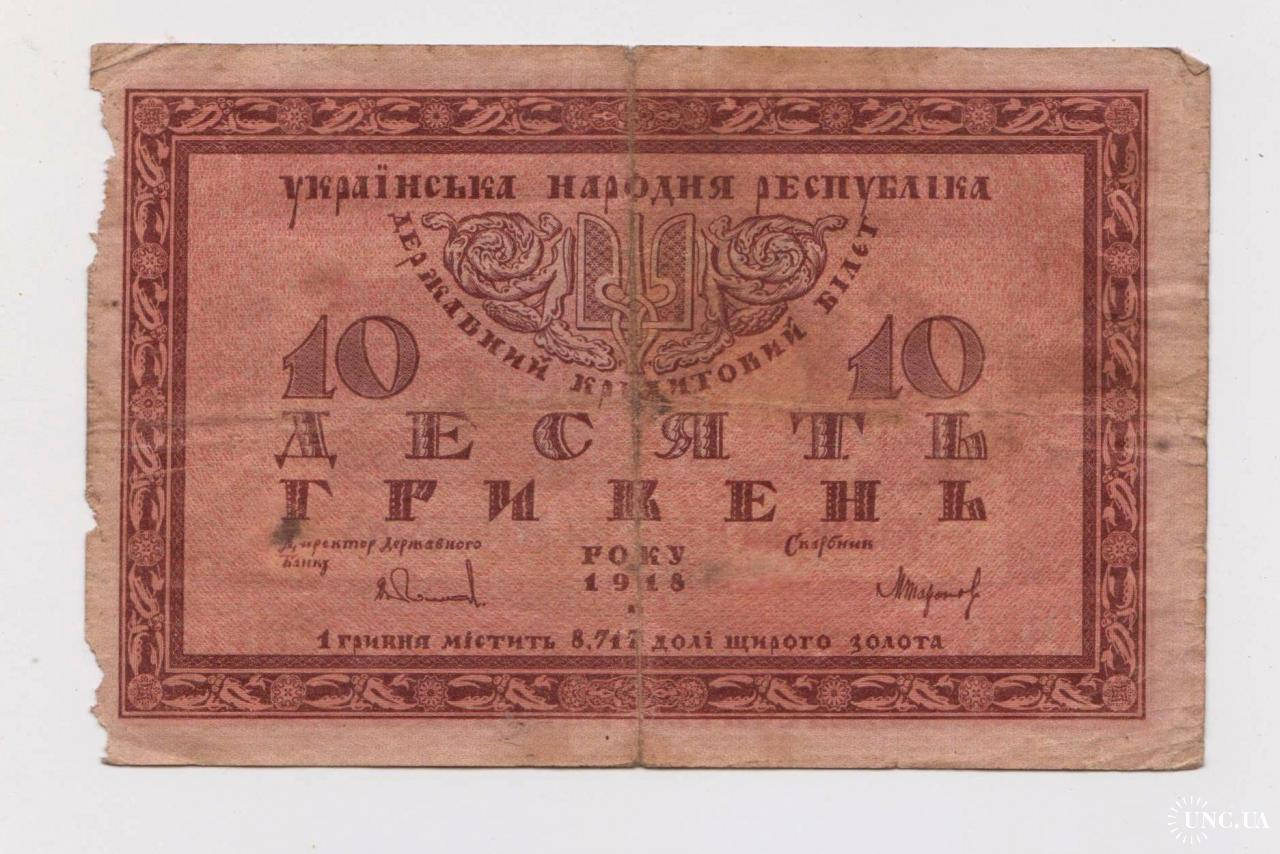 УКРАЇНСЬКА НАРОДНЯ РЕСПУБЛІКА
ДЕРЖАВНИЙ КРЕДИТОВИЙ БІЛЕТ
10 10
ДЕСЯТЬ
ГРИВЕНЬ
Директор Державного
Банку
Скарбник
РОКУ
1918
1 гривня містить 8,712 долі щирого золота
UNC.UA